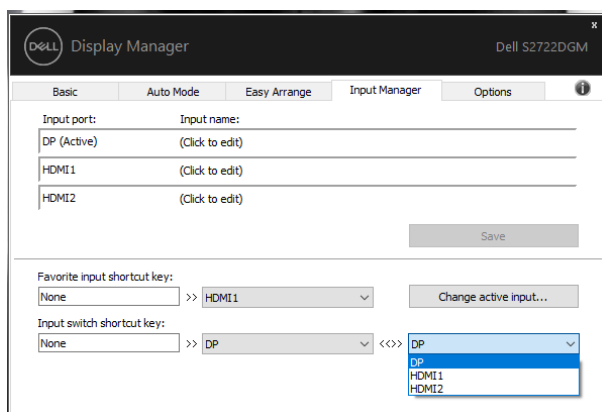 x
DELL Display Manager Dell S2722DGM
Basic Auto Mode Easy Arrange Input Manager Options i
Input port: Input name:
DP (Active) (Click to edit)
HDMI1 (Click to edit)
HDMI2 (Click to edit)
Save
Favorite input shortcut key:
None >> HDMI1 Change active input...
Input switch shortcut key:
None >> DP <<>> DP
DP
HDMI1
HDMI2